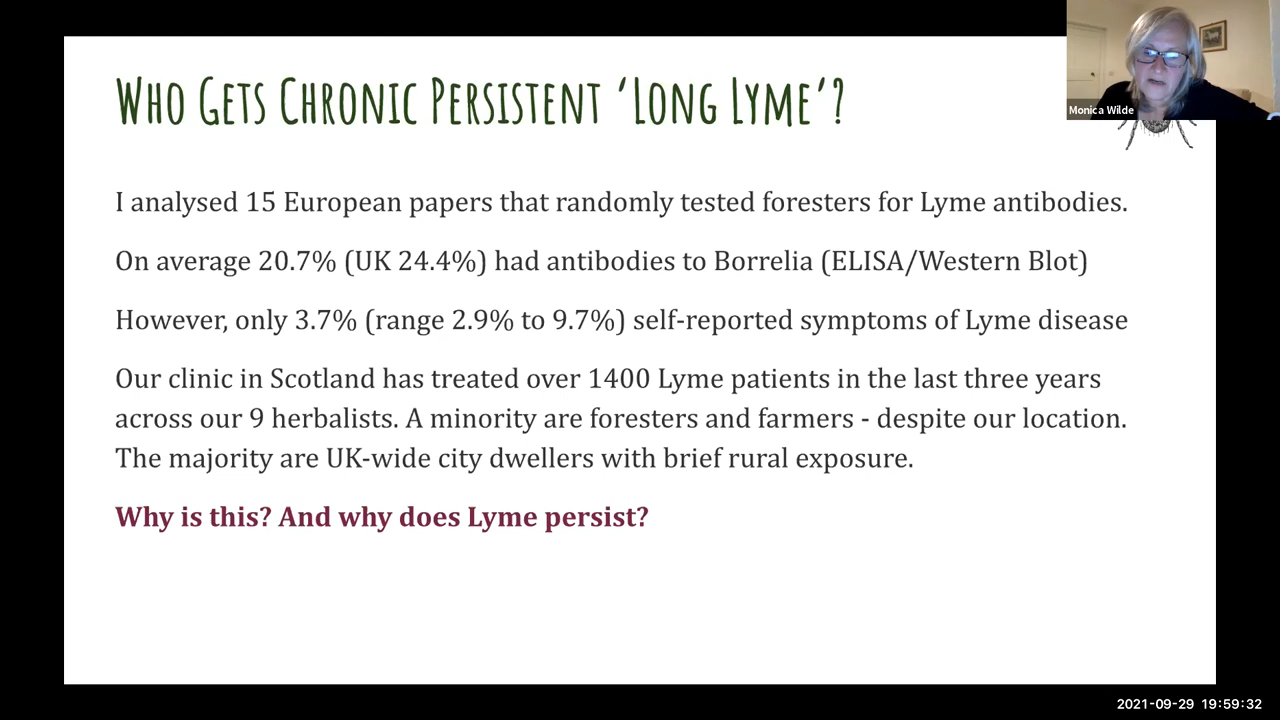 WHO GETS CHRONIC PERSISTENT ‘LONG LYME’?
Monica Wilde
I analysed 15 European papers that randomly tested foresters for Lyme antibodies.
On average 20.7% (UK 24.4%) had antibodies to Borrelia (ELISA/Western Blot)
However, only 3.7% (range 2.9% to 9.7%) self-reported symptoms of Lyme disease
Our clinic in Scotland has treated over 1400 Lyme patients in the last three years
across our 9 herbalists. A minority are foresters and farmers - despite our location.
The majority are UK-wide city dwellers with brief rural exposure.
Why is this? And why does Lyme persist?
2021-09-29 19:59:32